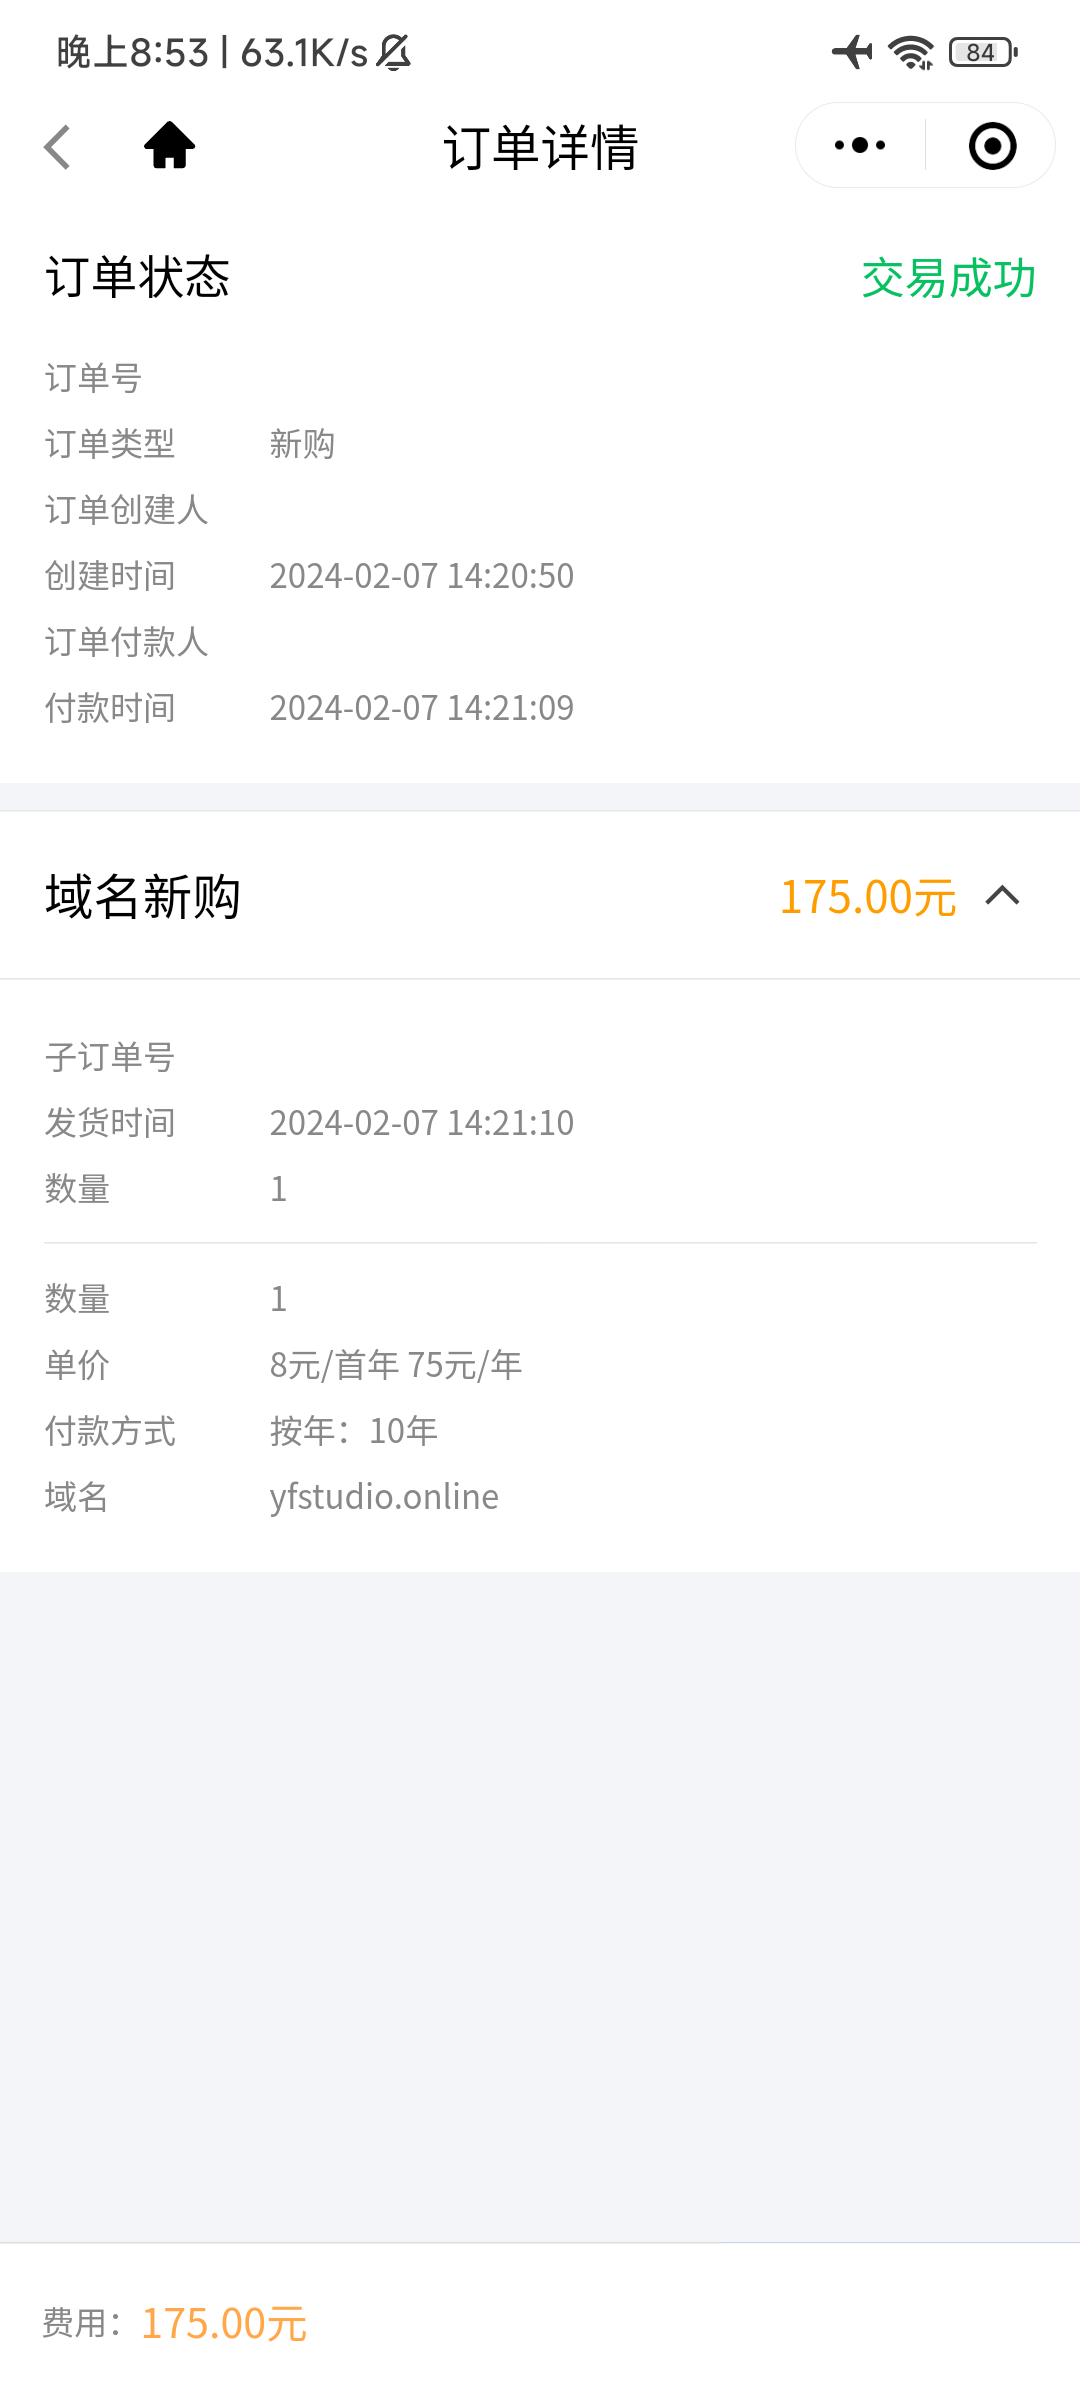 晚上8:53 | 63.1K/s
84
订单详情
订单状态 交易成功
订单号
订单类型 新购
订单创建人
创建时间 2024-02-07 14:20:50
订单付款人
付款时间 2024-02-07 14:21:09
域名新购 175.00元
子订单号
发货时间 2024-02-07 14:21:10
数量 1
数量 1
单价 8元/首年 75元/年
付款方式 按年：10年
域名 yfstudio.online
费用：175.00元